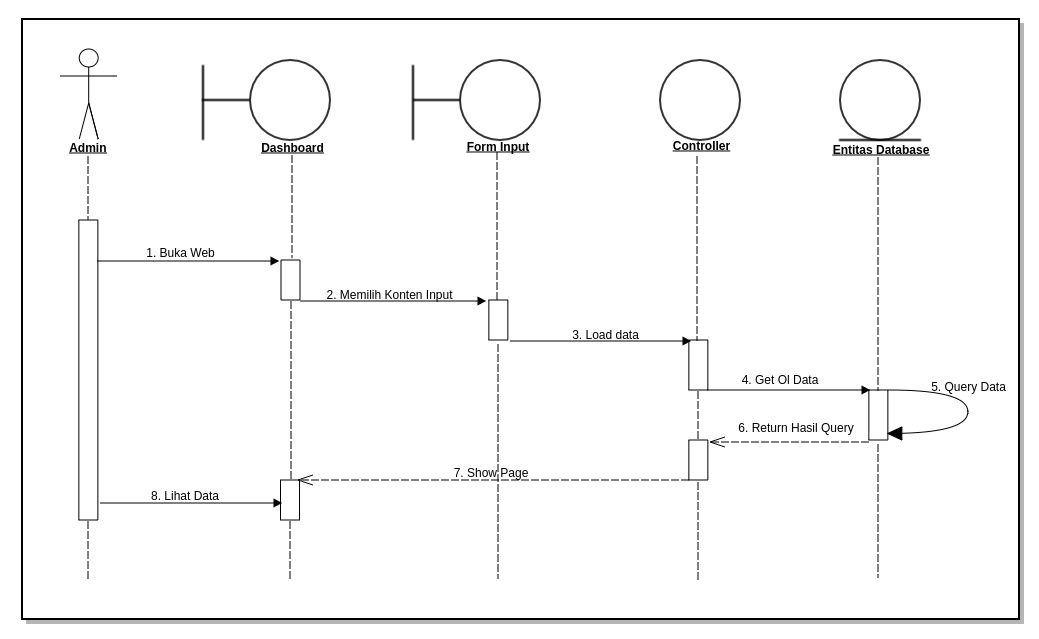 Admin
Dashboard
Form Input
Controller
Entitas Database
1. Buka Web
2. Memilih Konten Input
3. Load data
4. Get Ol Data
5. Query Data
6. Return Hasil Query
7. Show Page
8. Lihat Data